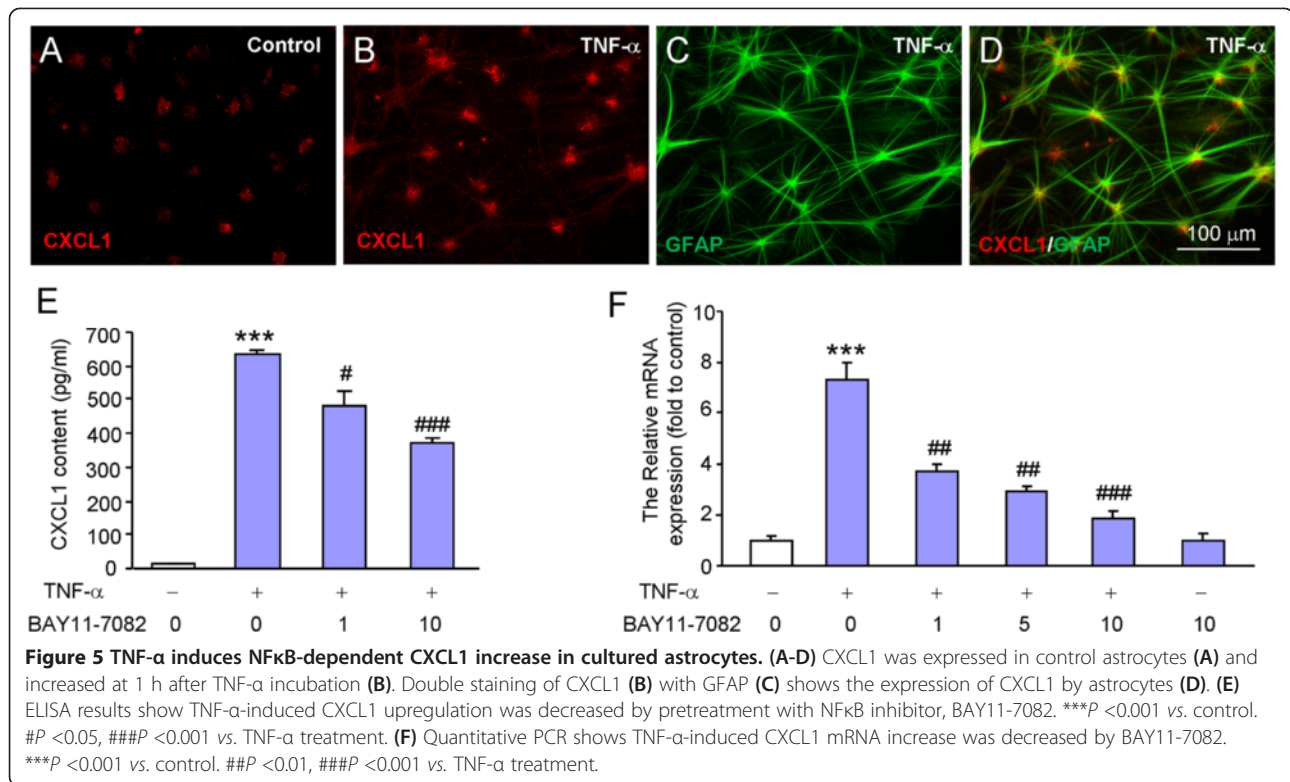 A Control
CXCL1
B TNF-α
CXCL1
C TNF-α
GFAP
D TNF-α
CXCL1/GFAP
100 μm
E
CXCL1 content (pg/ml)
700
600
500
400
300
200
100
0
***
#
###
TNF-α − + + +
BAY11-7082 0 0 1 10
F
The Relative mRNA
expression (fold to control)
10
8
6
4
2
0
***
##
##
###
TNF-α − + + + + −
BAY11-7082 0 0 1 5 10 10
Figure 5 TNF-α induces NFκB-dependent CXCL1 increase in cultured astrocytes. (A-D) CXCL1 was expressed in control astrocytes (A) and
increased at 1 h after TNF-α incubation (B). Double staining of CXCL1 (B) with GFAP (C) shows the expression of CXCL1 by astrocytes (D). (E)
ELISA results show TNF-α-induced CXCL1 upregulation was decreased by pretreatment with NFκB inhibitor, BAY11-7082. ***P <0.001 vs. control.
#P <0.05, ###P <0.001 vs. TNF-α treatment. (F) Quantitative PCR shows TNF-α-induced CXCL1 mRNA increase was decreased by BAY11-7082.
***P <0.001 vs. control. ##P <0.01, ###P <0.001 vs. TNF-α treatment.